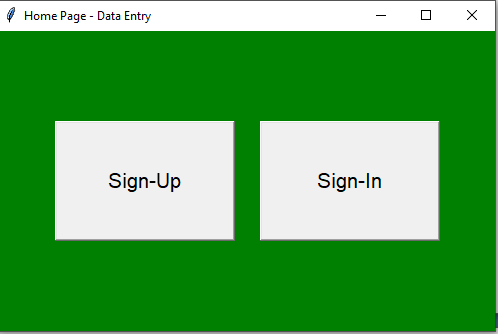 Home Page - Data Entry
Sign-Up
Sign-In